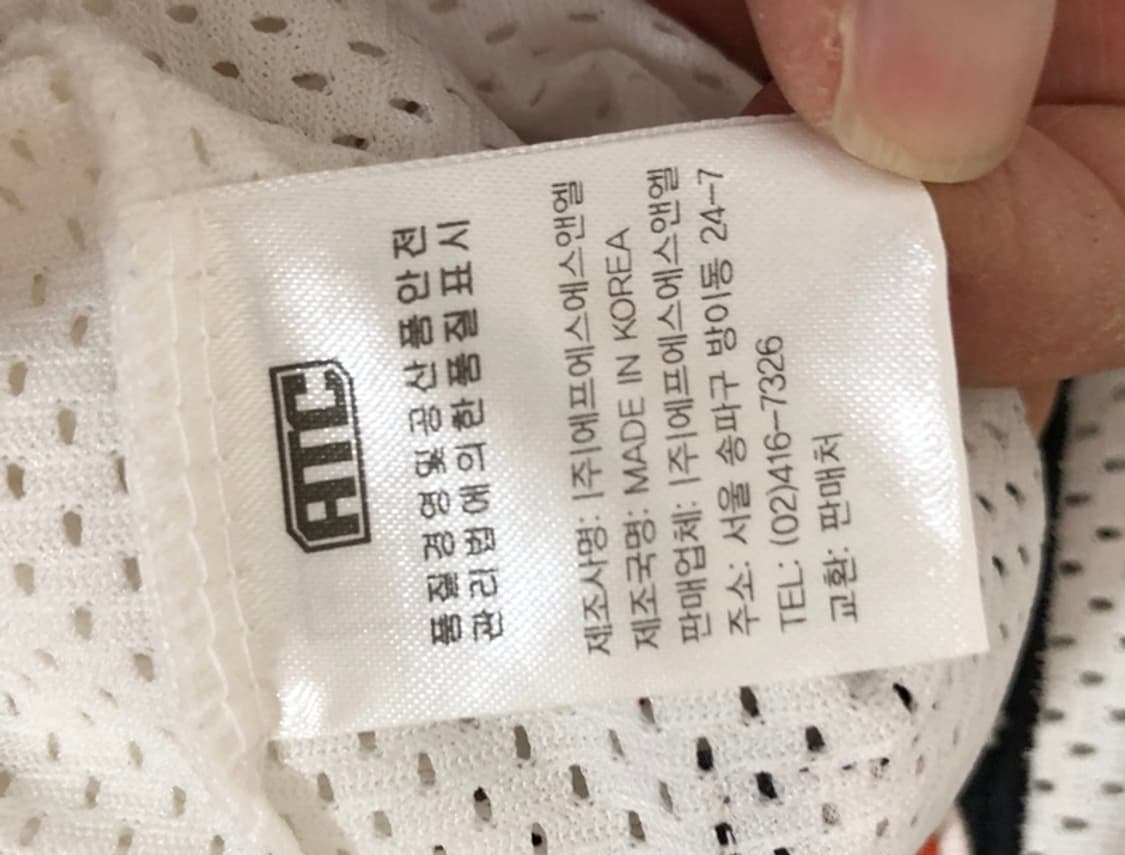 ATC
품질경영및공산품안전
관리법에의한품질표시
제조사명: |주|에프에스에스앤엘
제조국명: MADE IN KOREA
판매업체: |주|에프에스에스앤엘
주소: 서울 송파구 방이동 24-7
TEL: (02)416-7326
교환: 판매처